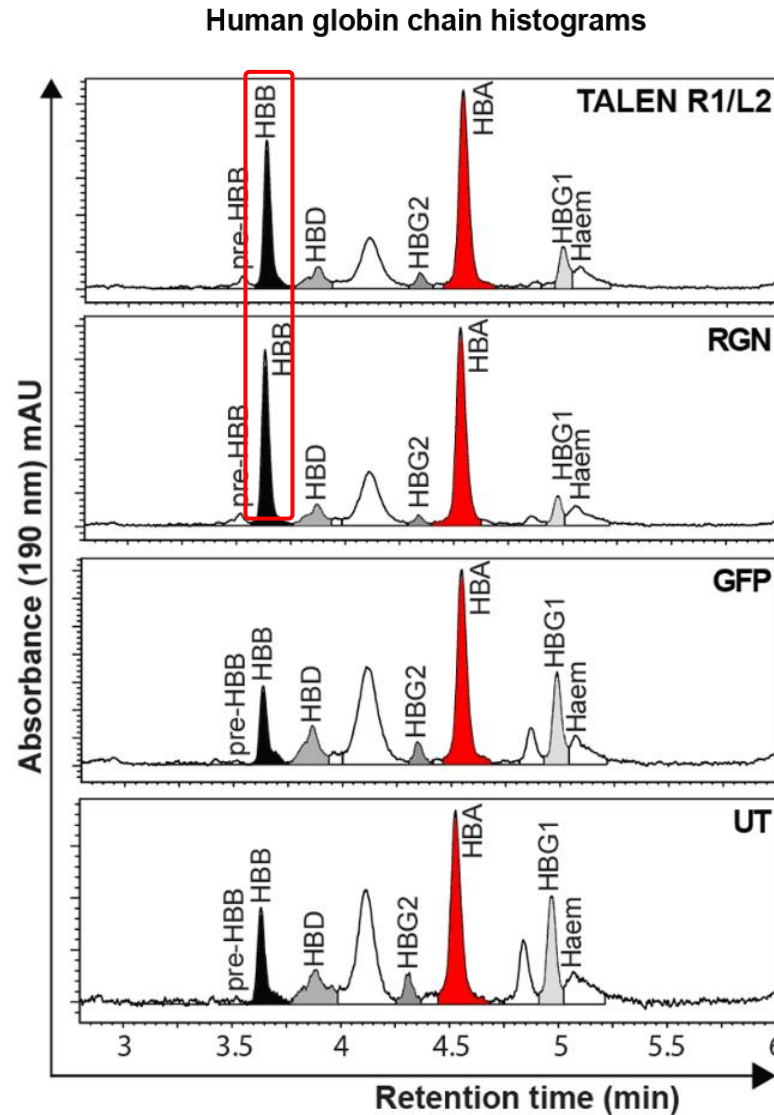 Human globin chain histograms
TALEN R1/L2
pre-HBB
HBB
HBD
HBG2
HBA
HBG1
Haem
RGN
pre-HBB
HBB
HBD
HBG2
HBA
HBG1
Haem
GFP
pre-HBB
HBB
HBD
HBG2
HBA
HBG1
Haem
UT
pre-HBB
HBB
HBD
HBG2
HBA
HBG1
Haem
Absorbance (190 nm) mAU
3 3.5 4 4.5 5 5.5 6
Retention time (min)